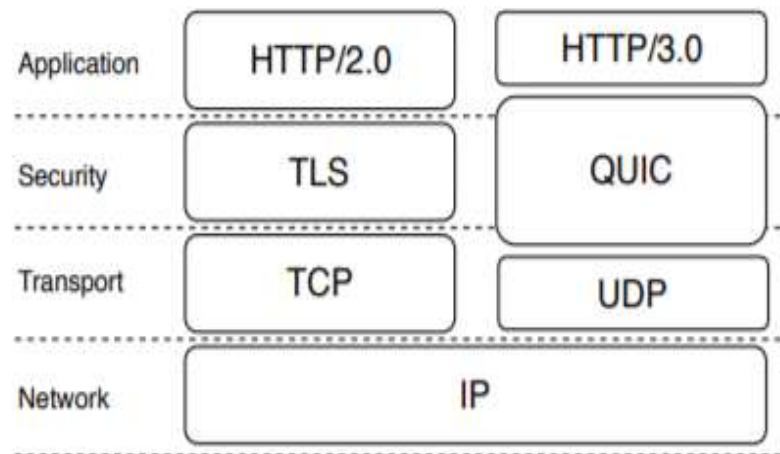 Application HTTP/2.0 HTTP/3.0
Security TLS QUIC
Transport TCP UDP
Network IP